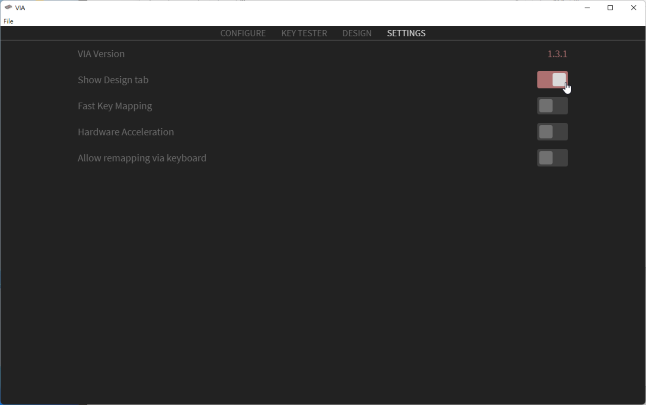 VIA
File
CONFIGURE KEY TESTER DESIGN SETTINGS
VIA Version 1.3.1
Show Design tab
Fast Key Mapping
Hardware Acceleration
Allow remapping via keyboard